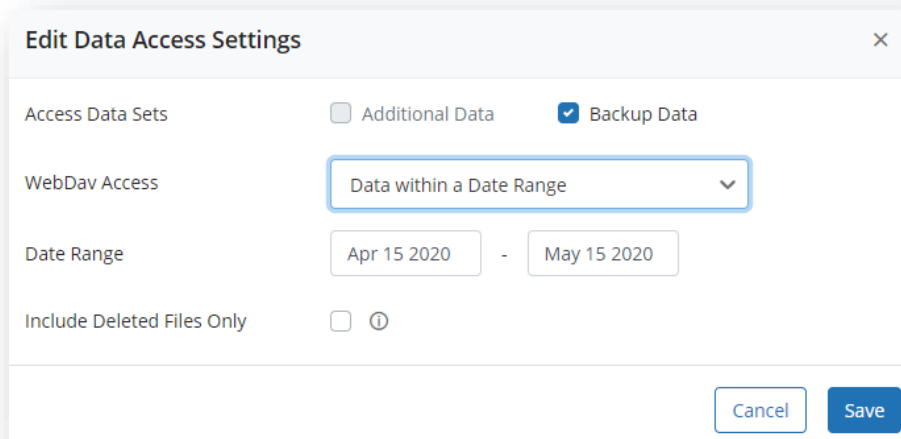 Edit Data Access Settings
Access Data Sets Additional Data Backup Data
WebDav Access Data within a Date Range
Date Range Apr 15 2020 - May 15 2020
Include Deleted Files Only
Cancel Save